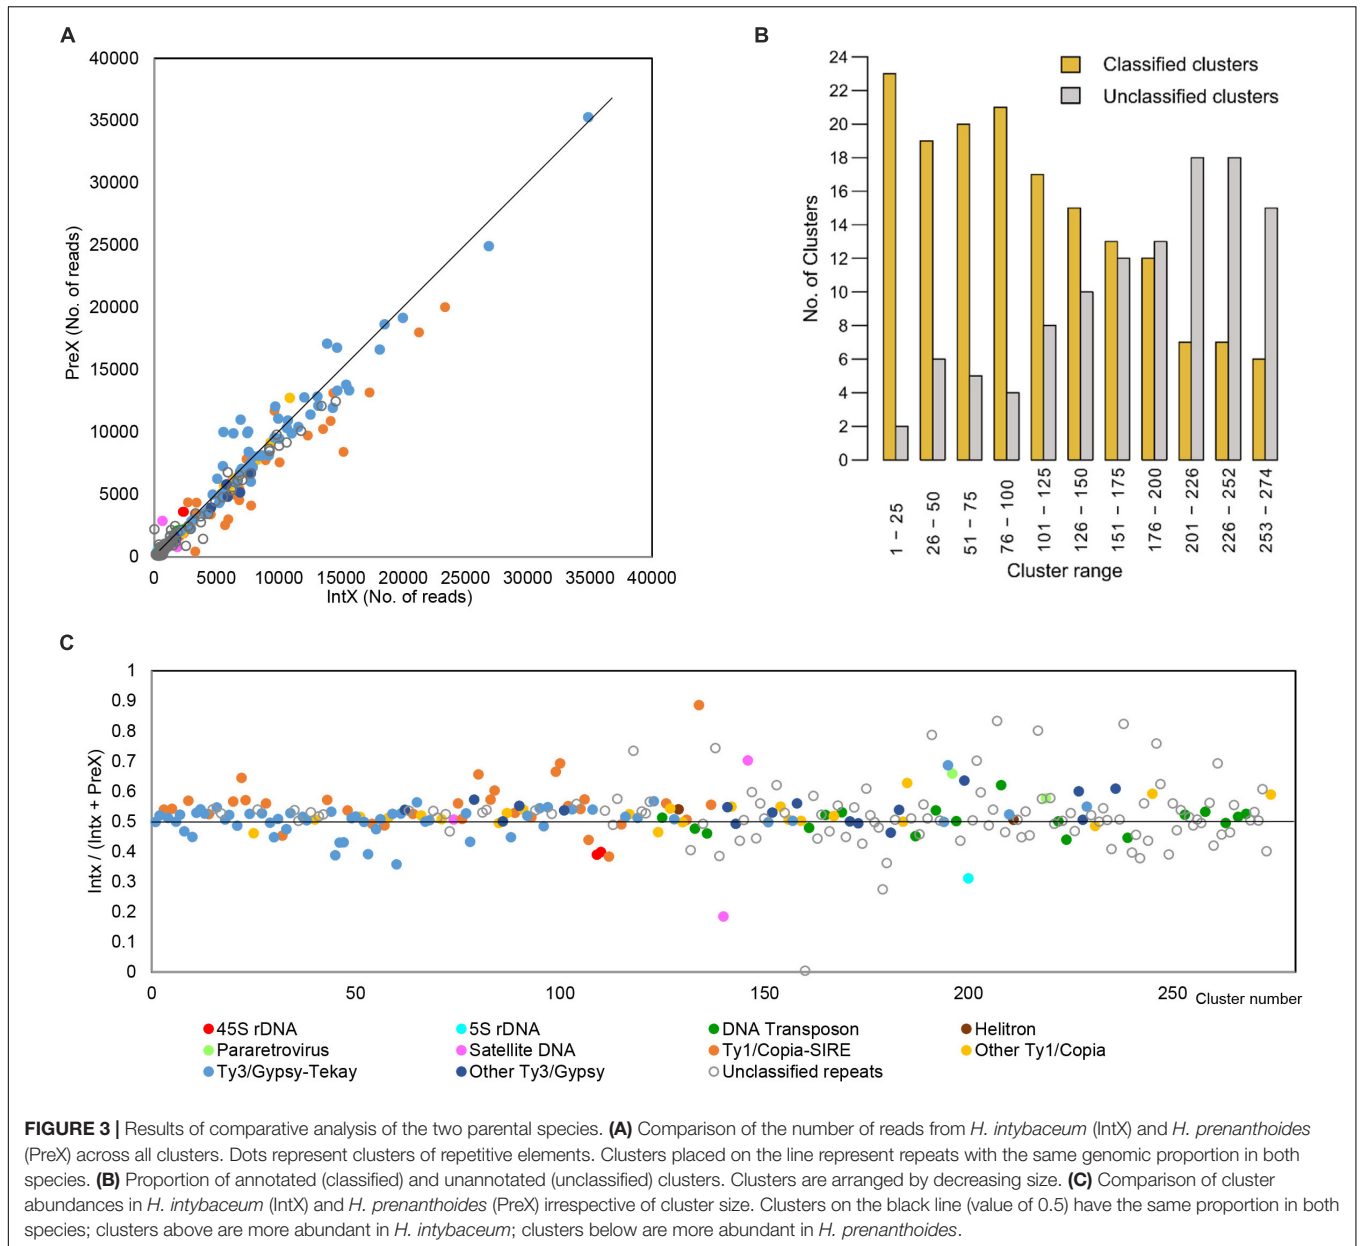 A
40000
35000
30000
25000
20000
15000
10000
5000
0
PreX (No. of reads)
0 5000 10000 15000 20000 25000 30000 35000 40000
IntX (No. of reads)
B
24
22
20
18
16
14
12
10
8
6
4
2
0
No. of Clusters
Classified clusters
Unclassified clusters
1 – 25
26 – 50
51 – 75
76 – 100
101 – 125
126 – 150
151 – 175
176 – 200
201 – 226
226 – 252
253 – 274
Cluster range
C
1
0.9
0.8
0.7
0.6
0.5
0.4
0.3
0.2
0.1
0
Intx / (Intx + PreX)
0 50 100 150 200 250 Cluster number
45S rDNA 5S rDNA DNA Transposon Helitron
Pararetrovirus Satellite DNA Ty1/Copia-SIRE Other Ty1/Copia
Ty3/Gypsy-Tekay Other Ty3/Gypsy Unclassified repeats
FIGURE 3 | Results of comparative analysis of the two parental species. (A) Comparison of the number of reads from H. intybaceum (IntX) and H. prenanthoides
(PreX) across all clusters. Dots represent clusters of repetitive elements. Clusters placed on the line represent repeats with the same genomic proportion in both
species. (B) Proportion of annotated (classified) and unannotated (unclassified) clusters. Clusters are arranged by decreasing size. (C) Comparison of cluster
abundances in H. intybaceum (IntX) and H. prenanthoides (PreX) irrespective of cluster size. Clusters on the black line (value of 0.5) have the same proportion in both
species; clusters above are more abundant in H. intybaceum; clusters below are more abundant in H. prenanthoides.